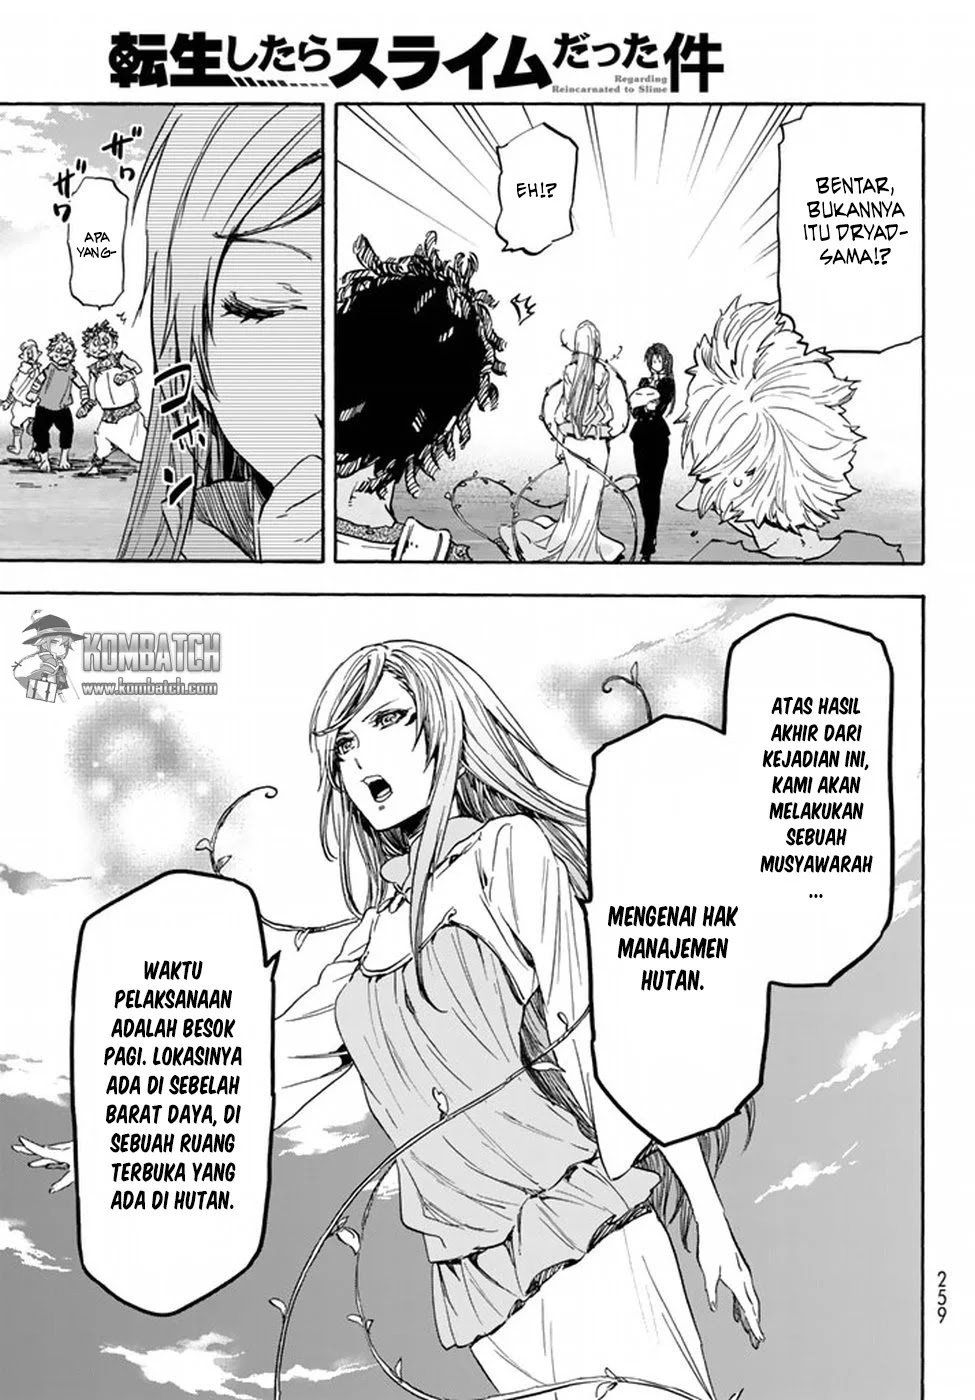 転生したらスライムだった件
Regarding
Reincarnated to Slime
BENTAR,
BUKANNYA
ITU DRYAD-
SAMA!?
EH!?
ザワ
ザワ
APA
YANG-
コホン
KOMBATCH
www.kombatch.com
ATAS HASIL
AKHIR DARI
KEJADIAN INI,
KAMI AKAN
MELAKUKAN
SEBUAH
MUSYAWARAH
...
MENGENAI HAK
MANAJEMEN
HUTAN.
WAKTU
PELAKSANAAN
ADALAH BESOK
PAGI. LOKASINYA
ADA DI SEBELAH
BARAT DAYA, DI
SEBUAH RUANG
TERBUKA YANG
ADA DI HUTAN.
259